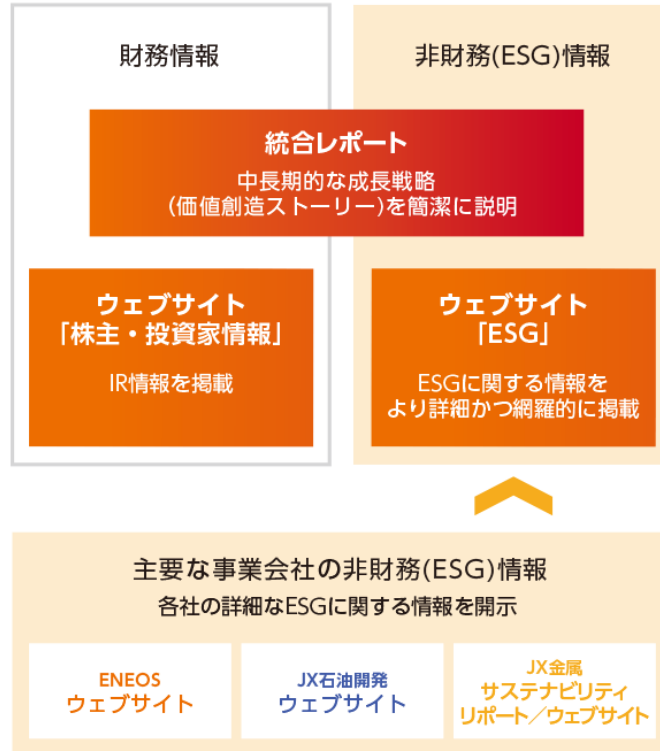 財務情報
非財務(ESG)情報
統合レポート
中長期的な成長戦略
(価値創造ストーリー)を簡潔に説明
ウェブサイト
「株主・投資家情報」
IR情報を掲載
ウェブサイト
「ESG」
ESGに関する情報を
より詳細かつ網羅的に掲載
主要な事業会社の非財務(ESG)情報
各社の詳細なESGに関する情報を開示
ENEOS
ウェブサイト
JX石油開発
ウェブサイト
JX金属
サステナビリティ
リポート／ウェブサイト